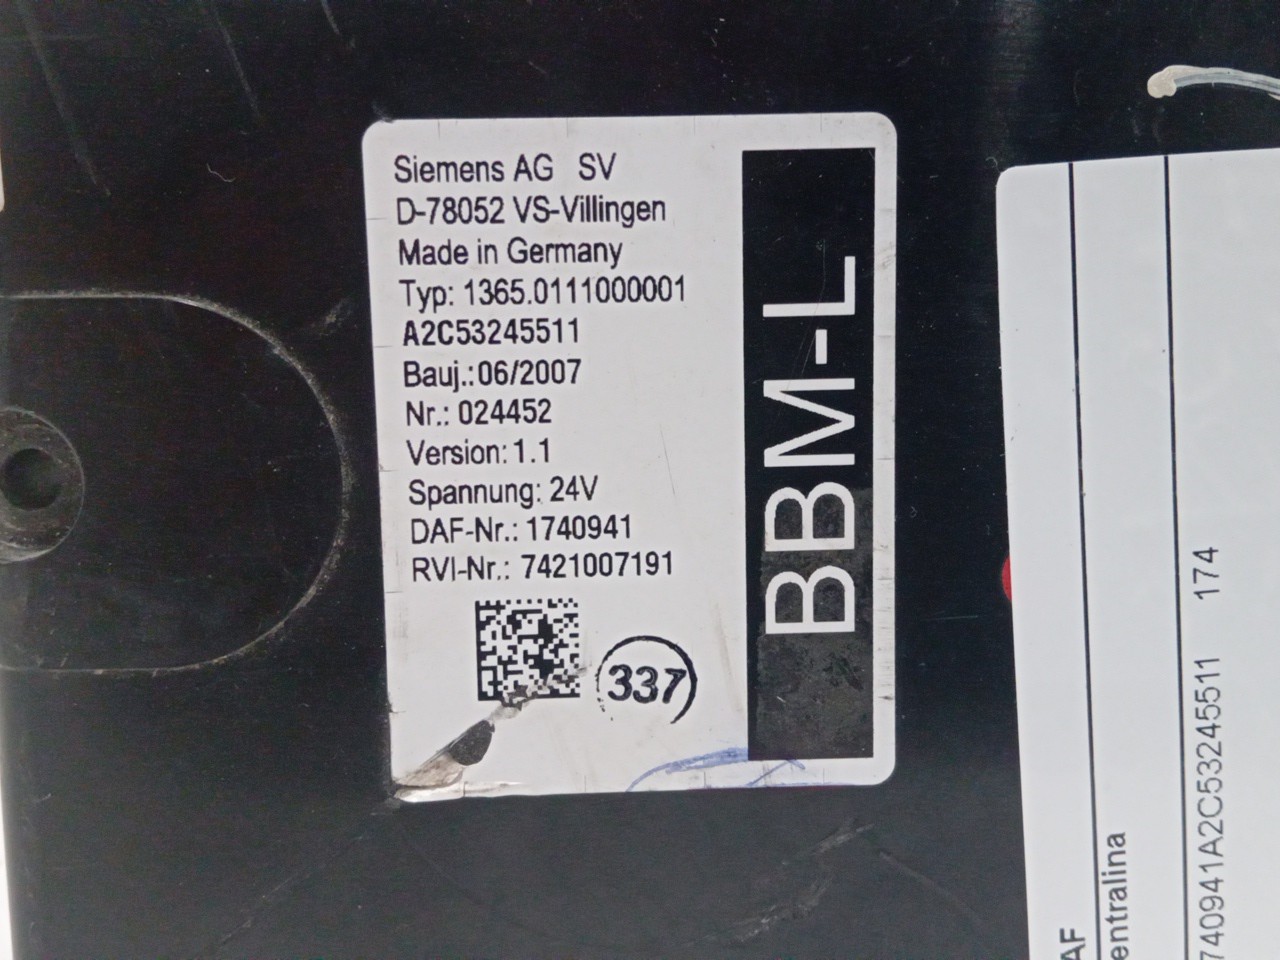 Siemens AG SV
D-78052 VS-Villingen
Made in Germany
Typ: 1365.0111000001
A2C53245511
Bauj.: 06/2007
Nr.: 024452
Version: 1.1
Spannung: 24V
DAF-Nr.: 1740941
RVI-Nr.: 7421007191
337
BBM-L
AF
entralina
740941A2C53245511 174